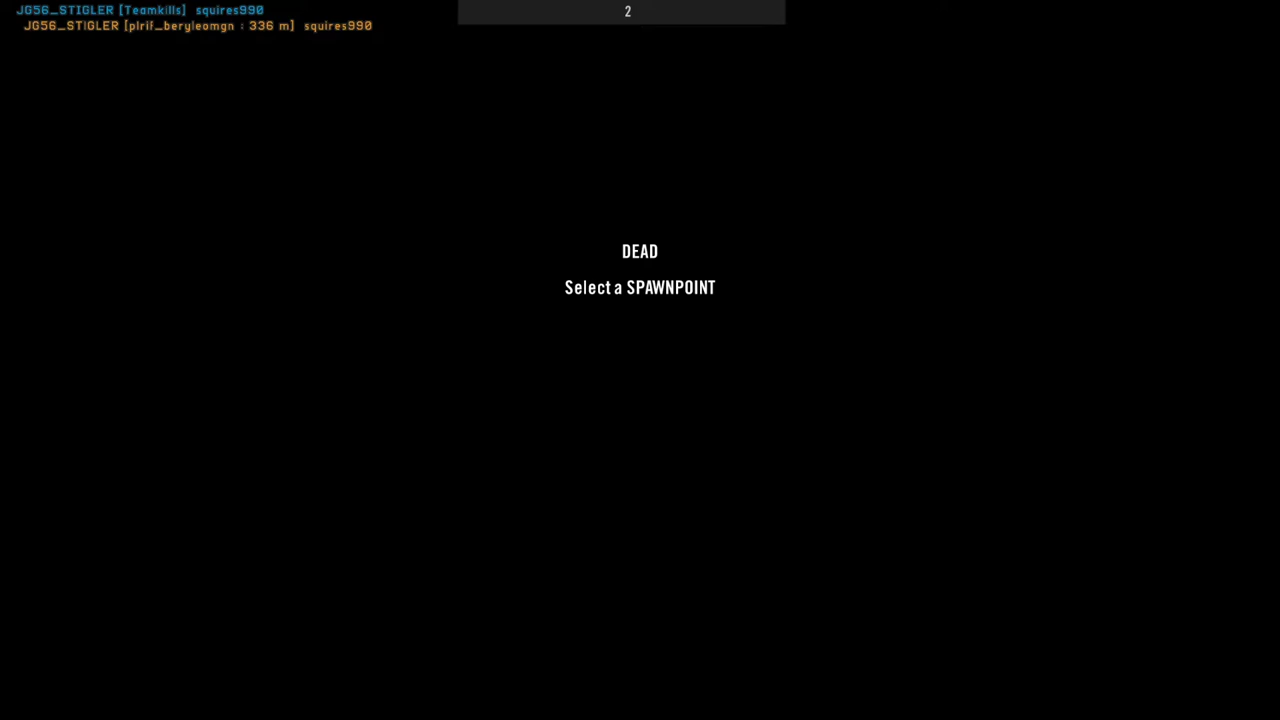 JG56_STIGLER [Teamkills] squires990
2
JG56_STIGLER [plrif_beryleomgn : 336 m] squires990
DEAD
Select a SPAWNPOINT